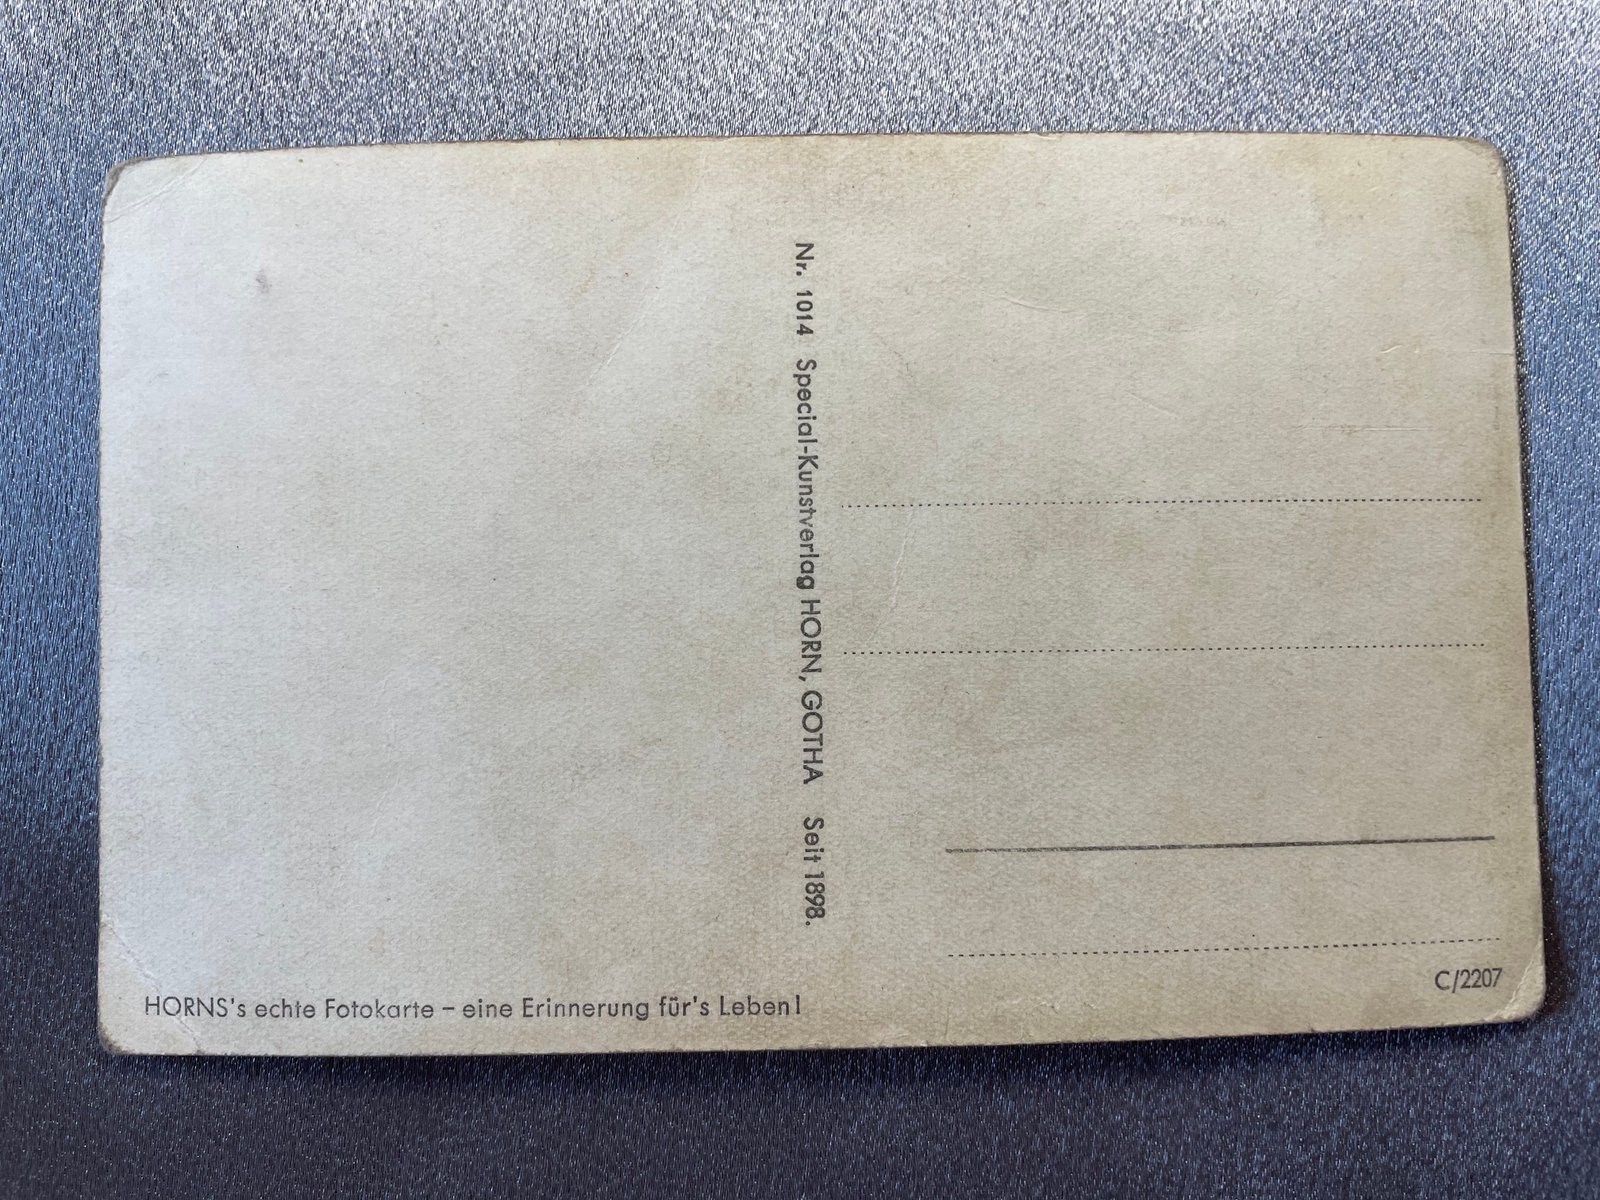 Nr. 1014 Special-Kunstverlag HORN, GOTHA Seit 1898.
HORNS's echte Fotokarte – eine Erinnerung für's Leben!
C/2207